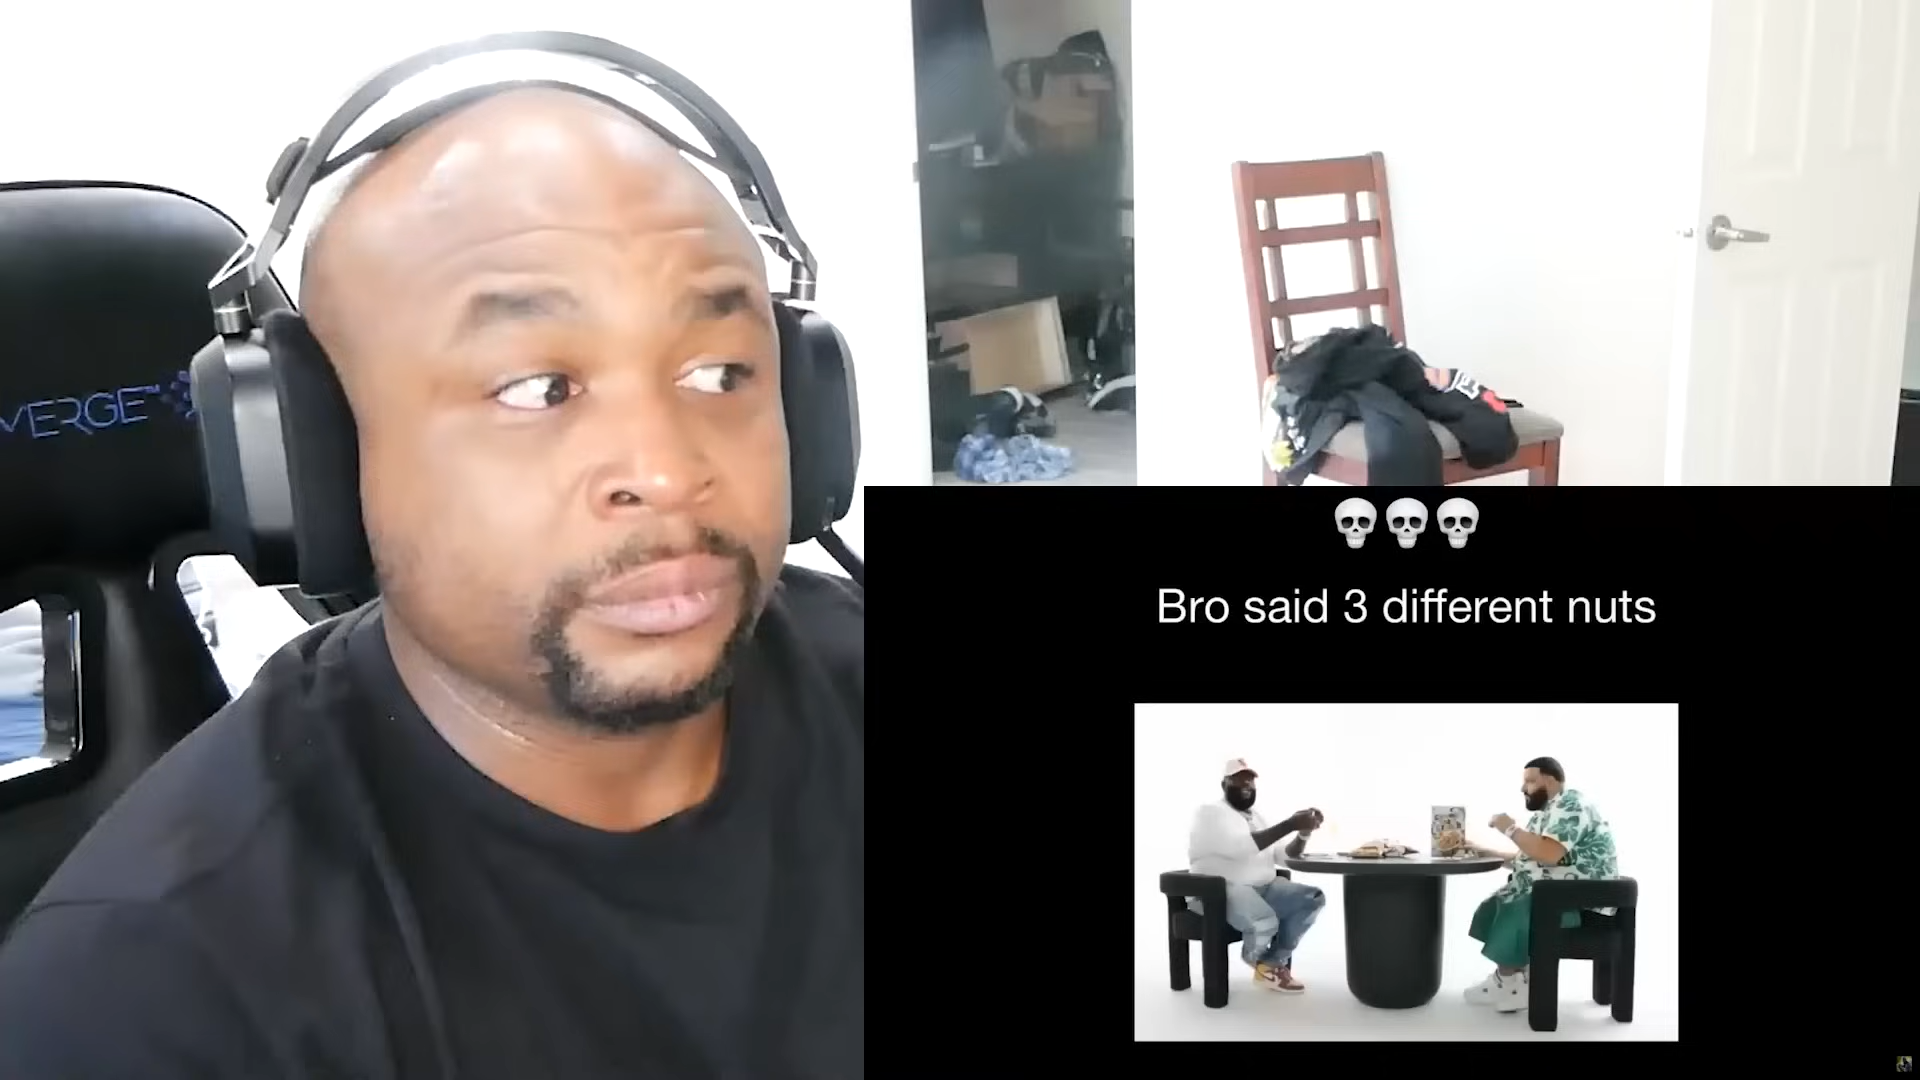 VERGE
💀💀💀
Bro said 3 different nuts